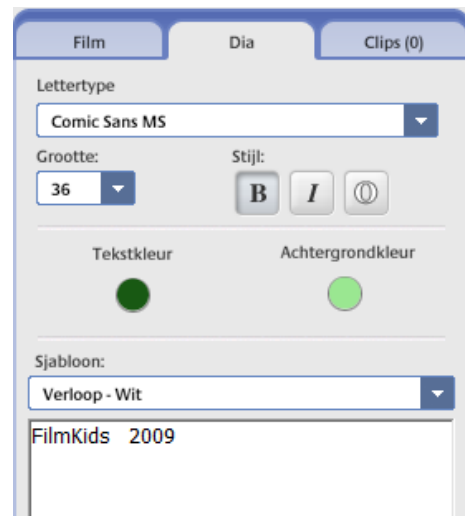 Film Dia Clips (0)
Lettertype
Comic Sans MS
Grootte: Stijl:
36 B I O
Tekstkleur Achtergrondkleur
Sjabloon:
Verloop - Wit
FilmKids 2009